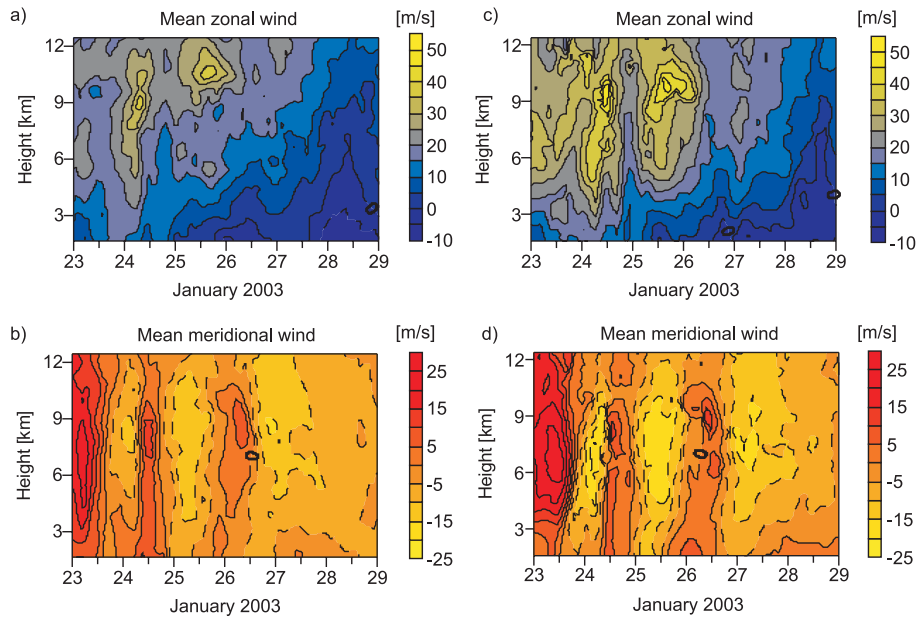 a) Mean zonal wind [m/s]
12
9
6
3
Height [km]
50
40
30
20
10
0
-10
23 24 25 26 27 28 29
January 2003
c) Mean zonal wind [m/s]
12
9
6
3
Height [km]
50
40
30
20
10
0
-10
23 24 25 26 27 28 29
January 2003
b) Mean meridional wind [m/s]
12
9
6
3
Height [km]
25
15
5
-5
-15
-25
23 24 25 26 27 28 29
January 2003
d) Mean meridional wind [m/s]
12
9
6
3
Height [km]
25
15
5
-5
-15
-25
23 24 25 26 27 28 29
January 2003